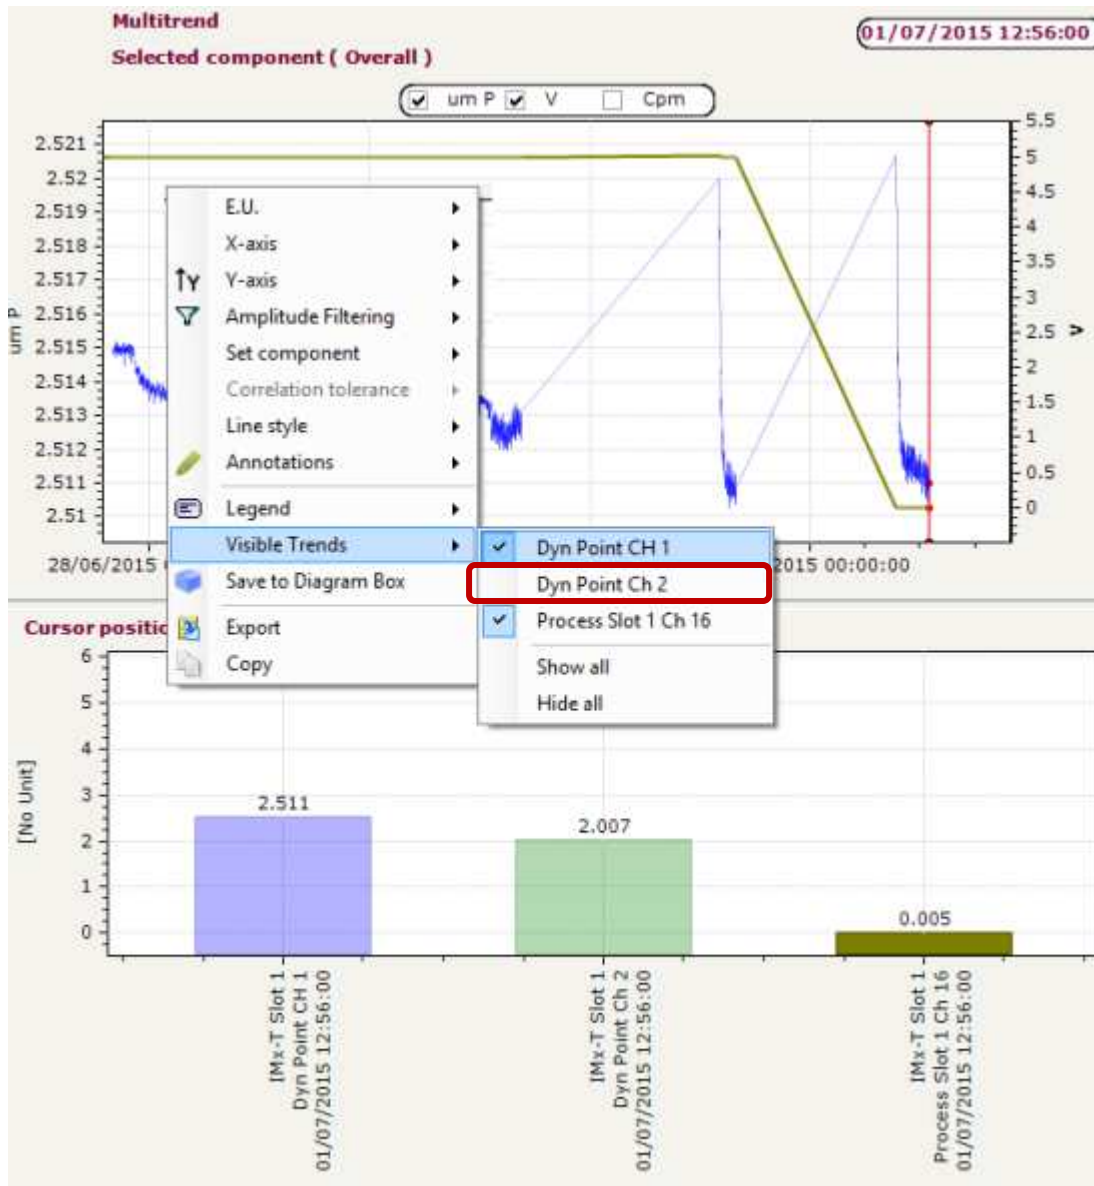 Multitrend
01/07/2015 12:56:00
Selected component ( Overall )
um P V Cpm
2.521
2.52
2.519
2.518
2.517
2.516
2.515
2.514
2.513
2.512
2.511
2.51
um P
5.5
5
4.5
4
3.5
3
2.5
2
1.5
1
0.5
0
V
E.U.
X-axis
Y-axis
Amplitude Filtering
Set component
Correlation tolerance
Line style
Annotations
Legend
Visible Trends
Save to Diagram Box
Export
Copy
Dyn Point CH 1
Dyn Point Ch 2
Process Slot 1 Ch 16
Show all
Hide all
28/06/2015
2015 00:00:00
Cursor positio
[No Unit]
6
5
4
3
2
1
0
2.511
2.007
0.005
IMx-T Slot 1
Dyn Point CH 1
01/07/2015 12:56:00
IMx-T Slot 1
Dyn Point Ch 2
01/07/2015 12:56:00
IMx-T Slot 1
Process Slot 1 Ch 16
01/07/2015 12:56:00